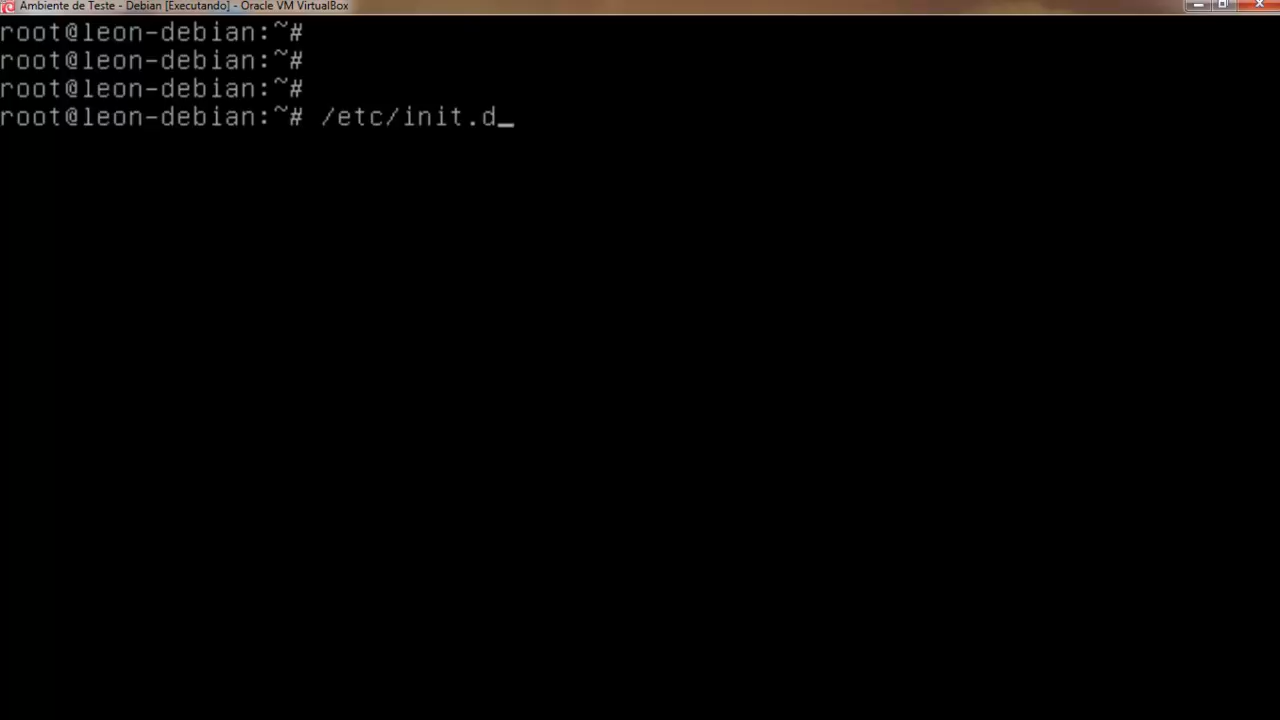 Ambiente de Teste - Debian [Executando] - Oracle VM VirtualBox
root@leon-debian:~#
root@leon-debian:~#
root@leon-debian:~#
root@leon-debian:~# /etc/init.d_